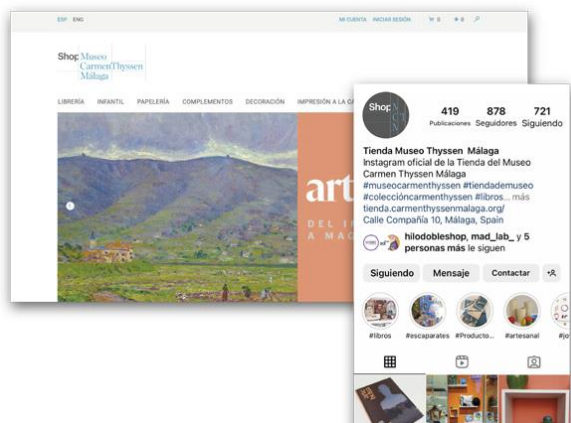 ESP ENG
MI CUENTA INICIAR SESIÓN 0 0
Shop Museo
CarmenThyssen
Málaga
LIBRERÍA INFANTIL PAPELERÍA COMPLEMENTOS DECORACIÓN IMPRESIÓN A LA
art
DEL
A MA
Shop
419 878 721
Publicaciones Seguidores Siguiendo
Tienda Museo Thyssen Málaga
Instagram oficial de la Tienda del Museo
Carmen Thyssen Málaga
#museocarmenthyssen #tiendademuseo
#coleccióncarmenthyssen #libros... más
tienda.carmenthyssenmalaga.org/
Calle Compañía 10, Málaga, Spain
hilodobleshop, mad_lab_ y 5
personas más le siguen
Siguiendo Mensaje Contactar
#libros #escaparates #Producto... #artesanal #jo